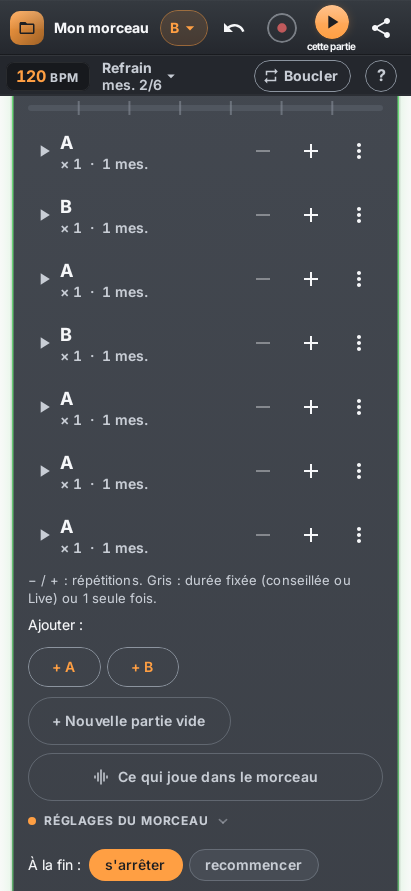 Mon morceau
B
cette partie
120 BPM
Refrain
mes. 2/6
Boucler
?
A
× 1 · 1 mes.
B
× 1 · 1 mes.
A
× 1 · 1 mes.
B
× 1 · 1 mes.
A
× 1 · 1 mes.
A
× 1 · 1 mes.
A
× 1 · 1 mes.
− / + : répétitions. Gris : durée fixée (conseillée ou
Live) ou 1 seule fois.
Ajouter :
+ A
+ B
+ Nouvelle partie vide
Ce qui joue dans le morceau
RÉGLAGES DU MORCEAU
À la fin :
s'arrêter
recommencer